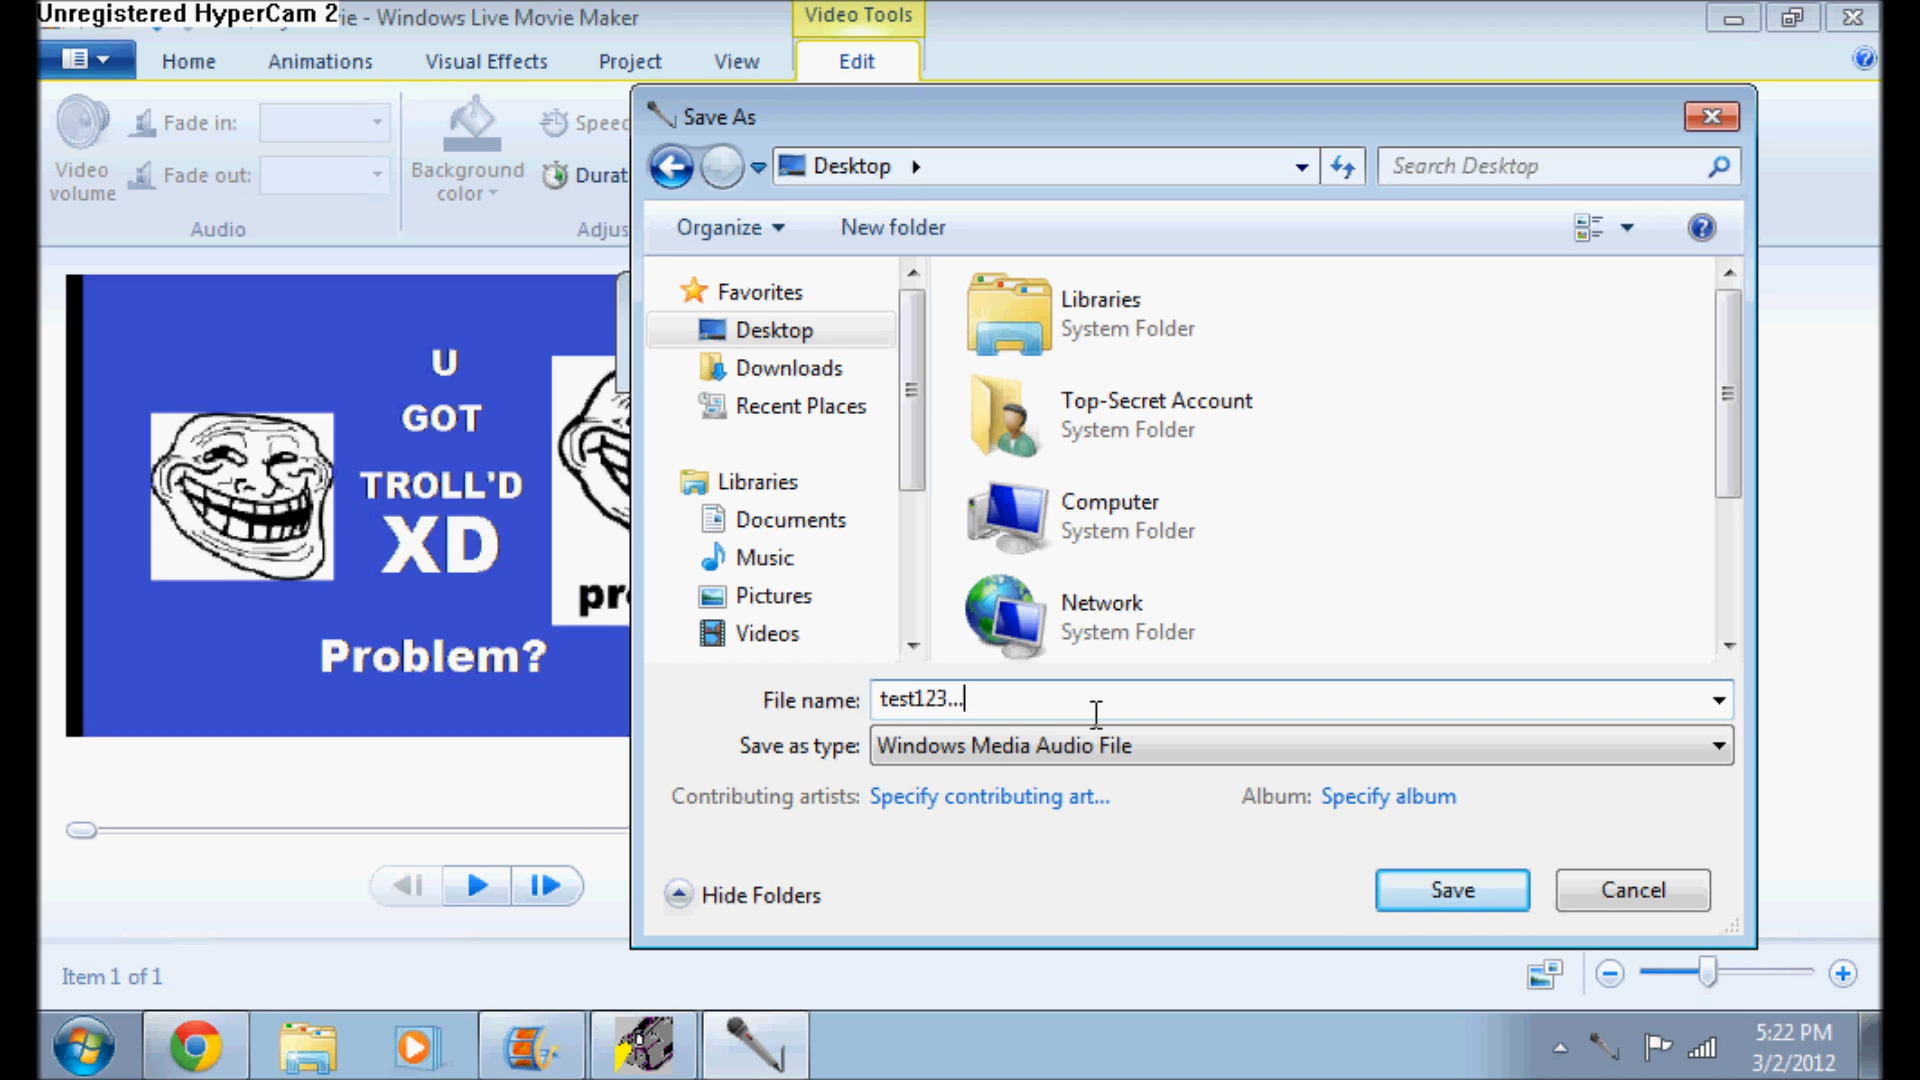 Unregistered HyperCam 2
ie - Windows Live Movie Maker
Video Tools
Home
Animations
Visual Effects
Project
View
Edit
Video volume
Fade in:
Fade out:
Audio
Background color
Speed
Durat
Adjus
U
GOT
TROLL'D
XD
Problem?
pr
Item 1 of 1
Save As
Desktop
Search Desktop
Organize
New folder
Favorites
Desktop
Downloads
Recent Places
Libraries
Documents
Music
Pictures
Videos
Libraries
System Folder
Top-Secret Account
System Folder
Computer
System Folder
Network
System Folder
File name: test123...
Save as type: Windows Media Audio File
Contributing artists: Specify contributing art...
Album: Specify album
Hide Folders
Save
Cancel
5:22 PM
3/2/2012